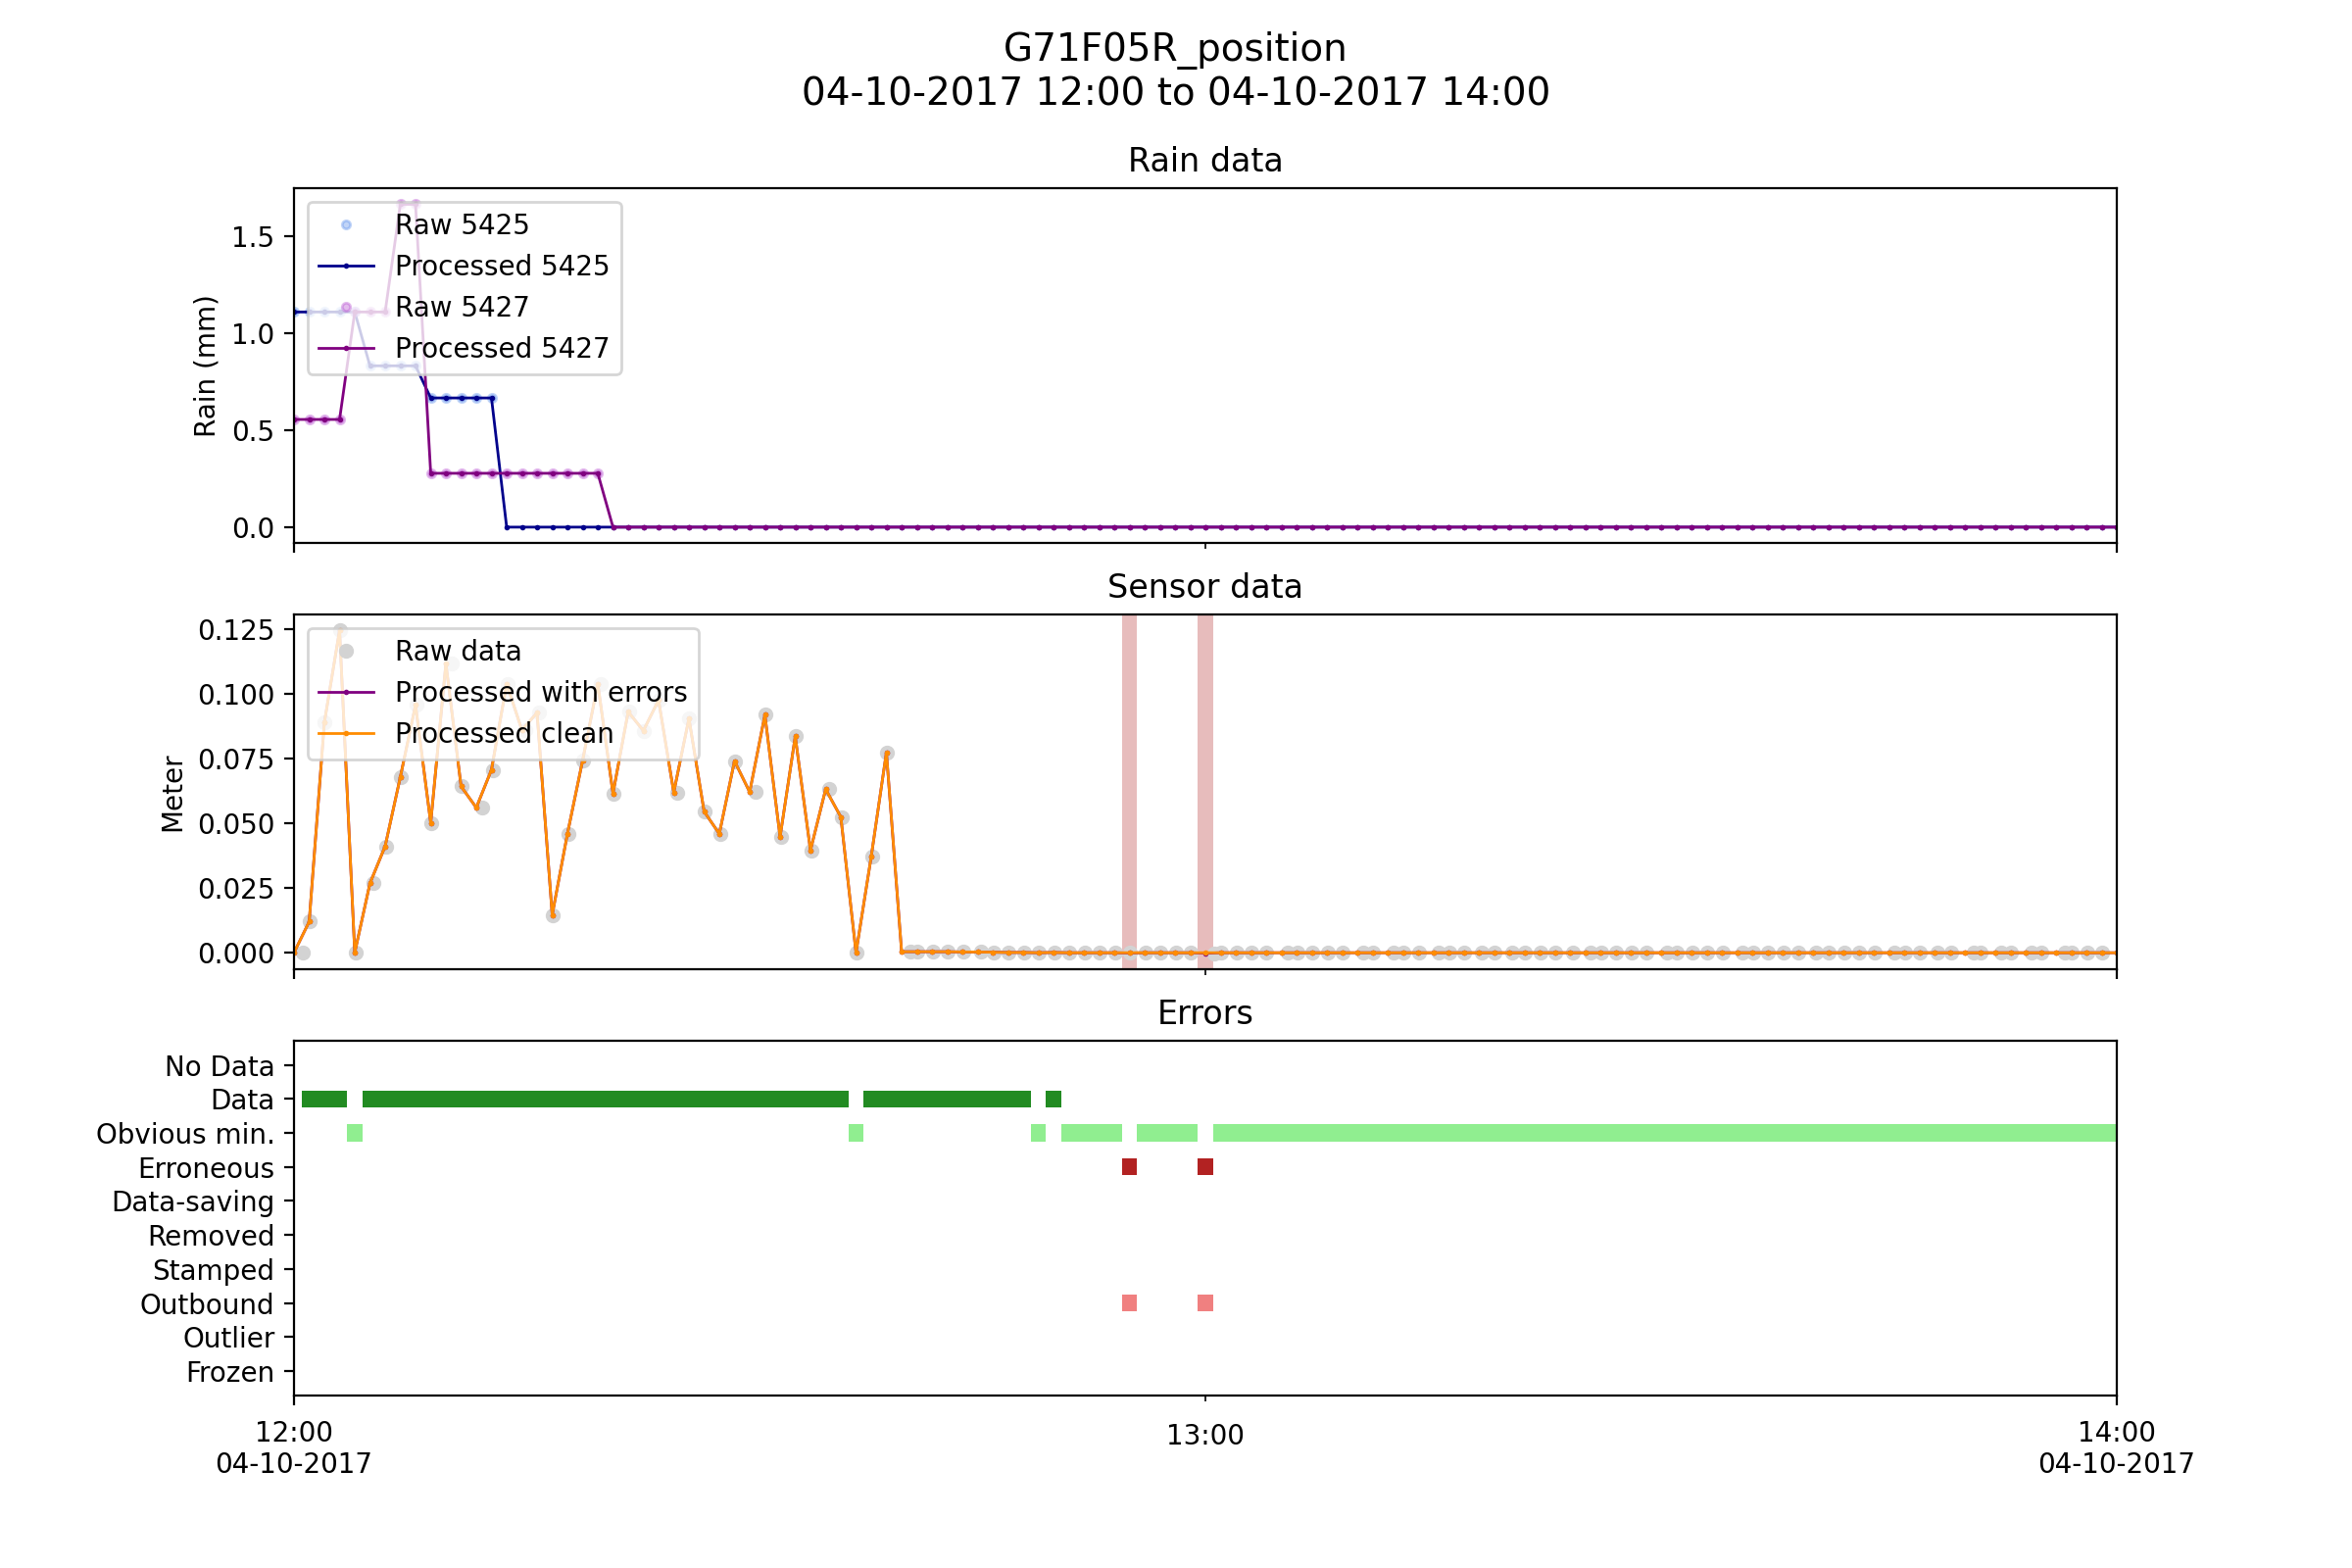 G71F05R_position
04-10-2017 12:00 to 04-10-2017 14:00
Rain data
Rain (mm)
1.5
1.0
0.5
0.0
Raw 5425
Processed 5425
Raw 5427
Processed 5427
Sensor data
Meter
0.125
0.100
0.075
0.050
0.025
0.000
Raw data
Processed with errors
Processed clean
Errors
No Data
Data
Obvious min.
Erroneous
Data-saving
Removed
Stamped
Outbound
Outlier
Frozen
12:00
04-10-2017
13:00
14:00
04-10-2017